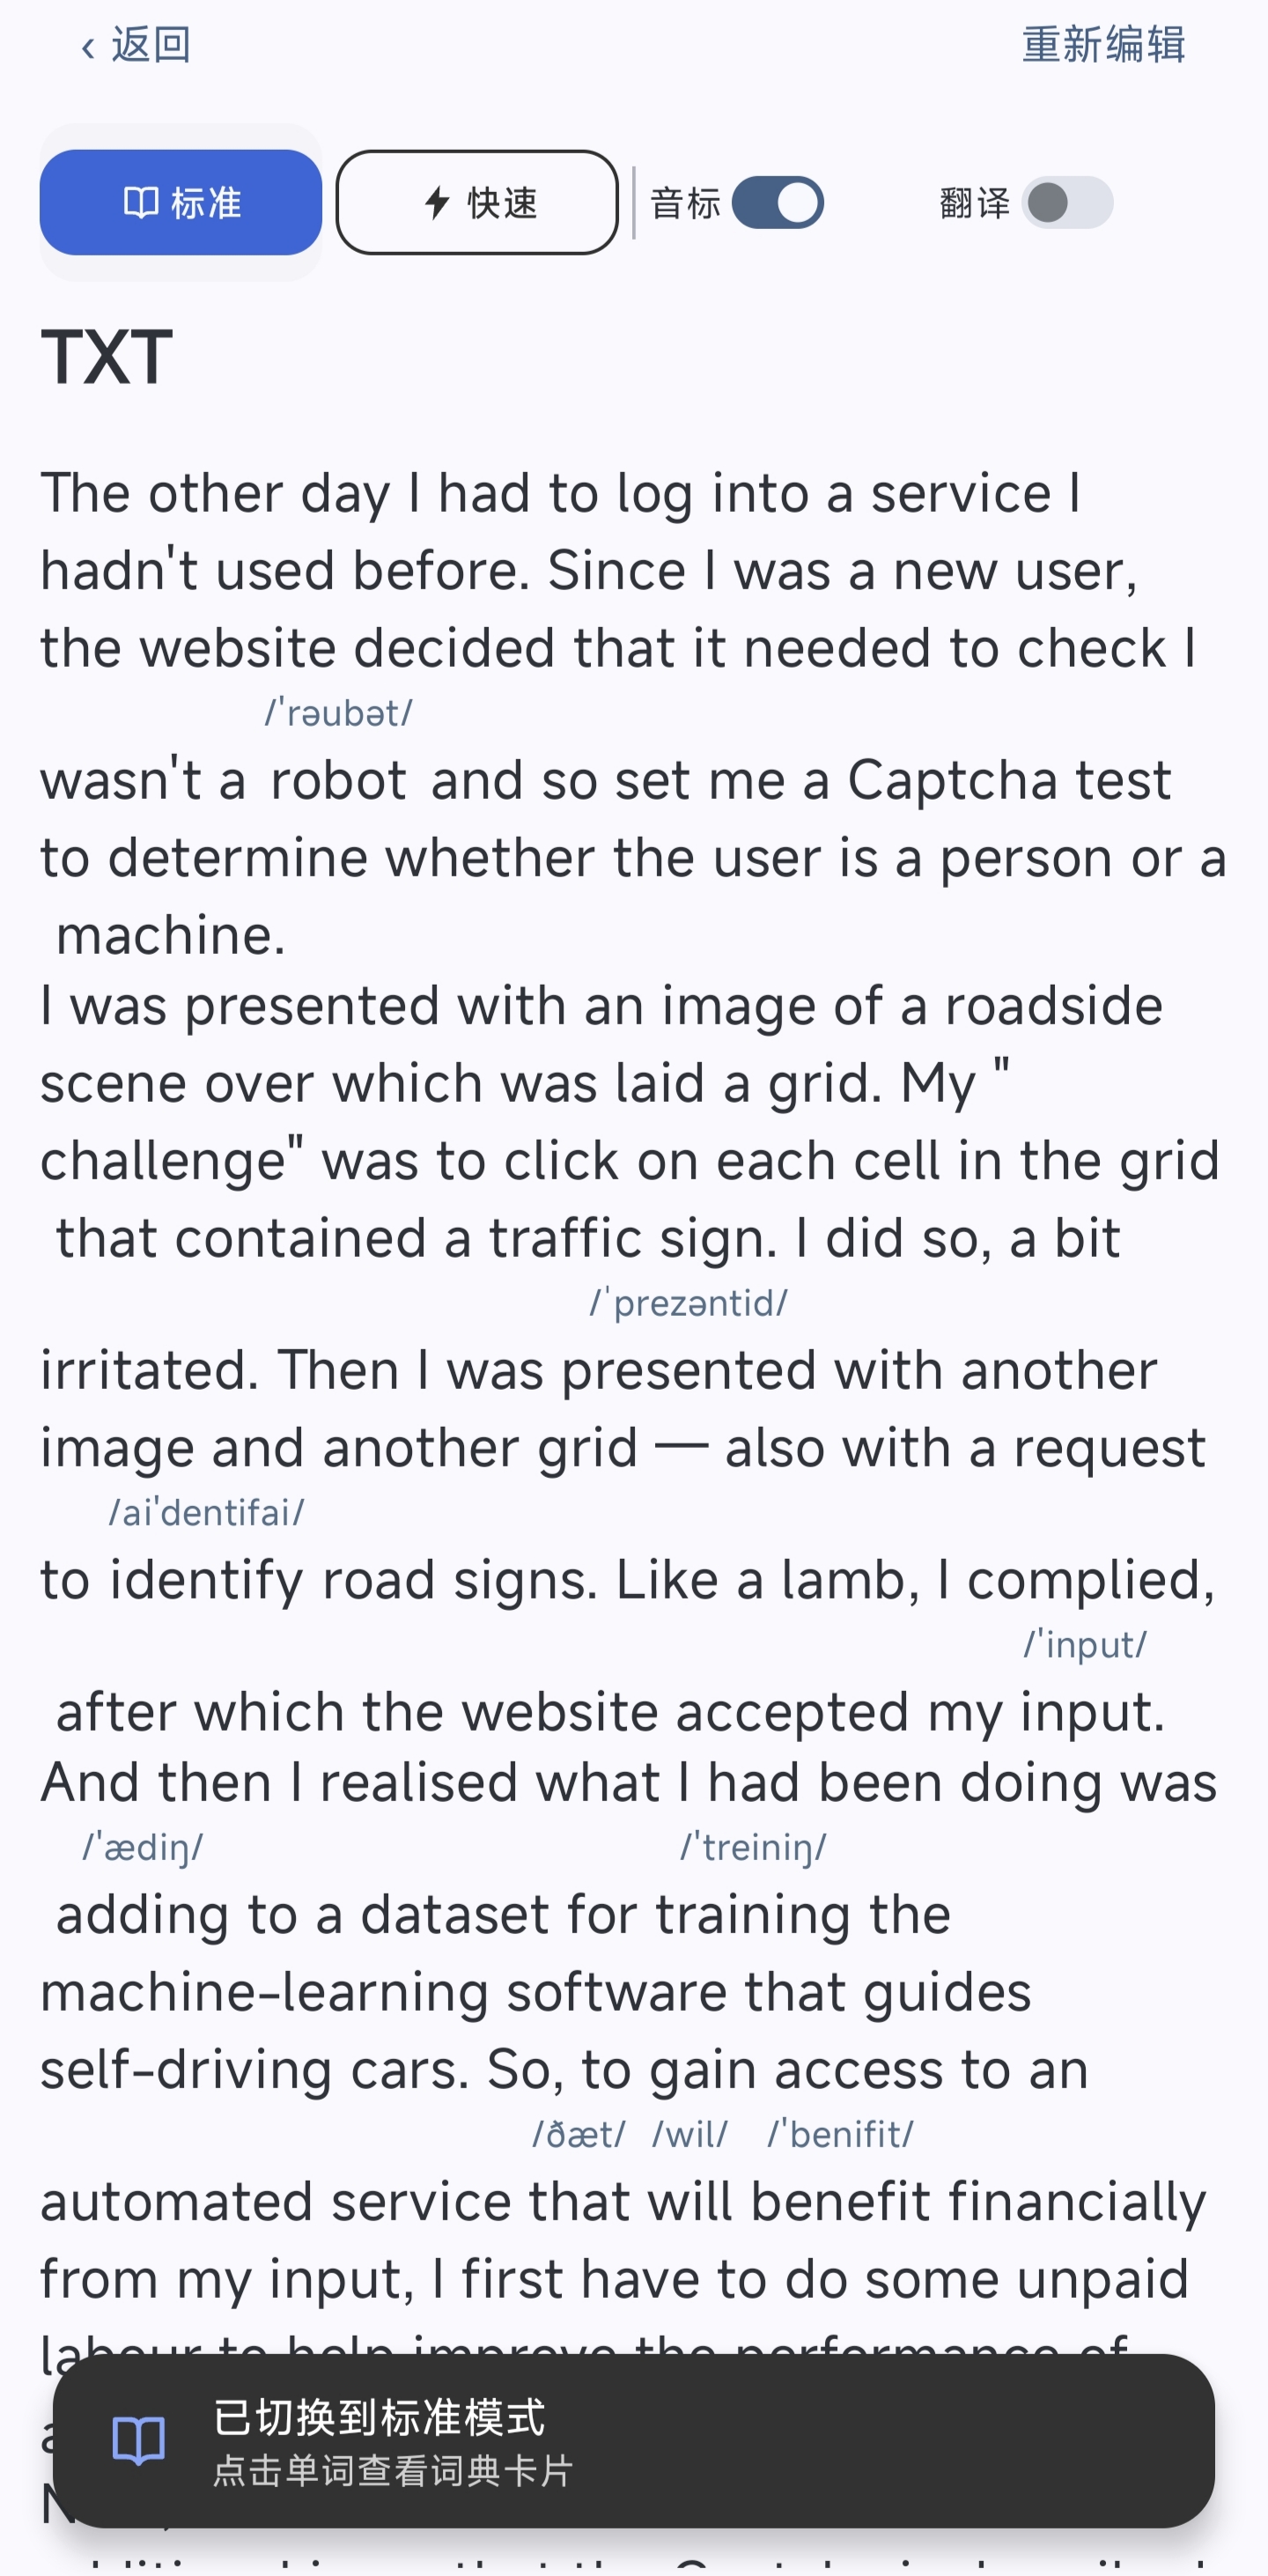 ‹ 返回 重新编辑
标准 快速 音标 翻译
TXT
The other day I had to log into a service I
hadn't used before. Since I was a new user,
the website decided that it needed to check I
/ˈrəubət/
wasn't a robot and so set me a Captcha test
to determine whether the user is a person or a
machine.
I was presented with an image of a roadside
scene over which was laid a grid. My "
challenge" was to click on each cell in the grid
that contained a traffic sign. I did so, a bit
/ˈprezəntid/
irritated. Then I was presented with another
image and another grid — also with a request
/aiˈdentifai/
to identify road signs. Like a lamb, I complied,
/ˈinput/
after which the website accepted my input.
And then I realised what I had been doing was
/ˈædiŋ/ /ˈtreiniŋ/
adding to a dataset for training the
machine-learning software that guides
self-driving cars. So, to gain access to an
/ðæt/ /wil/ /ˈbenifit/
automated service that will benefit financially
from my input, I first have to do some unpaid
labour to help improve the performance of
已切换到标准模式
点击单词查看词典卡片